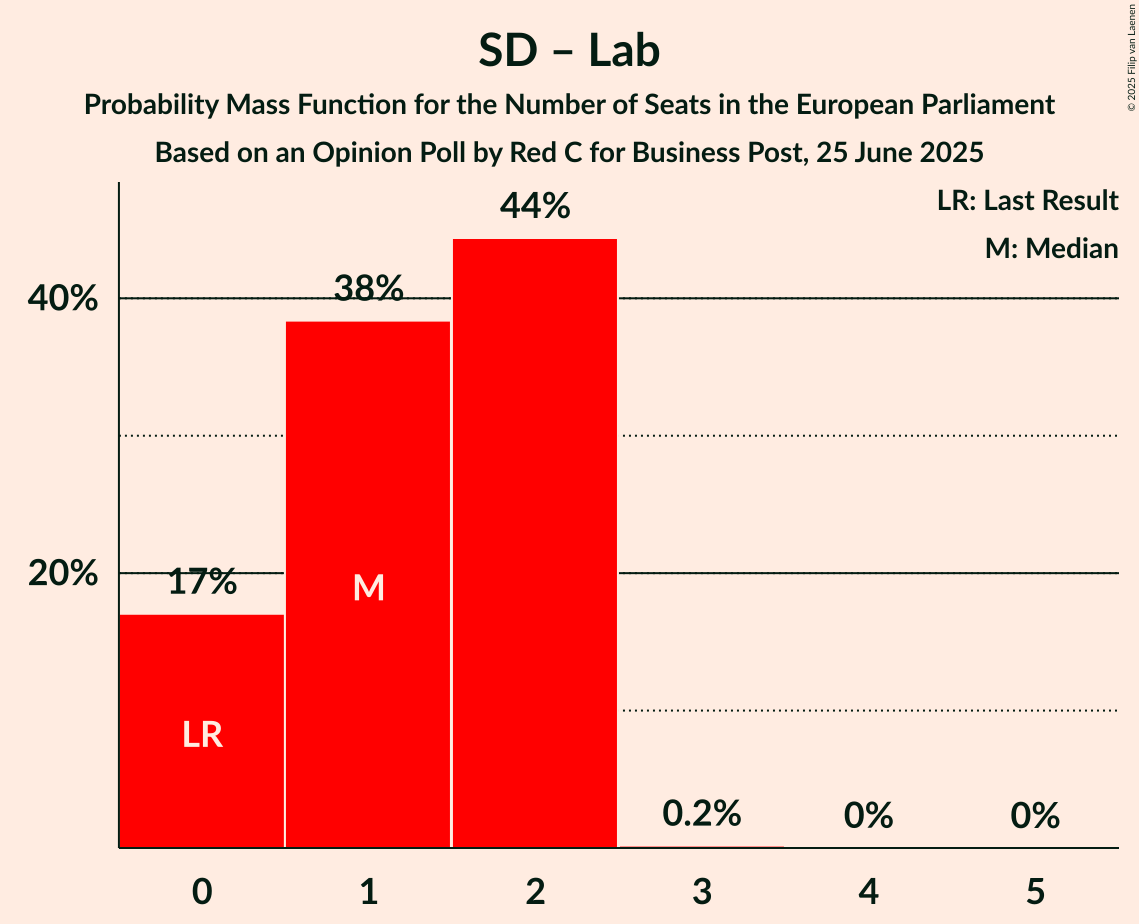 SD – Lab
Probability Mass Function for the Number of Seats in the European Parliament
Based on an Opinion Poll by Red C for Business Post, 25 June 2025
© 2025 Filip van Laenen
LR: Last Result
M: Median
44%
40%
38%
20%
17%
M
LR
0.2%
0%
0%
0
1
2
3
4
5